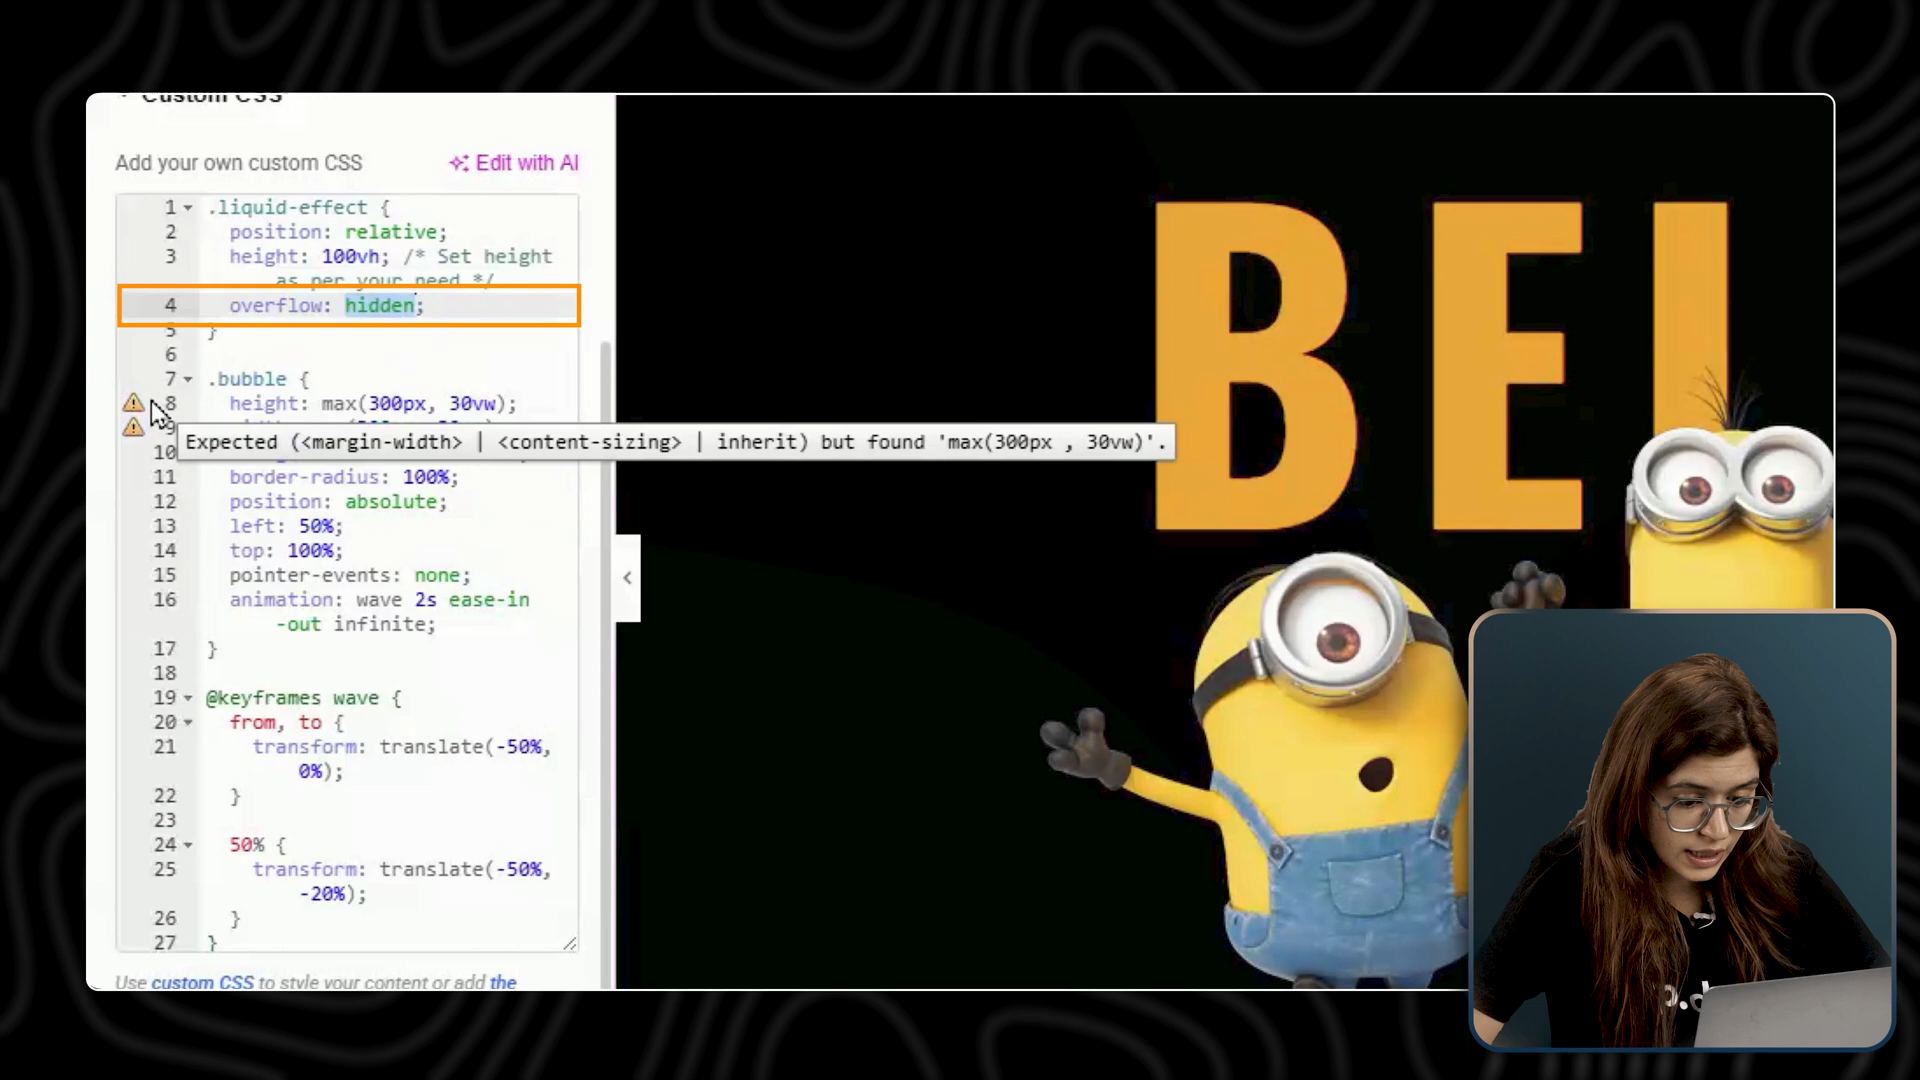 Custom CSS
Add your own custom CSS
Edit with AI
1 .liquid-effect {
2 position: relative;
3 height: 100vh; /* Set height
as per your need */
4 overflow: hidden;
5 }
6
7 .bubble {
8 height: max(300px, 30vw);
9
Expected (<margin-width> | <content-sizing> | inherit) but found 'max(300px , 30vw)'.
10
11 border-radius: 100%;
12 position: absolute;
13 left: 50%;
14 top: 100%;
15 pointer-events: none;
16 animation: wave 2s ease-in
-out infinite;
17 }
18
19 @keyframes wave {
20 from, to {
21 transform: translate(-50%,
0%);
22 }
23
24 50% {
25 transform: translate(-50%,
-20%);
26 }
27 }
Use custom CSS to style your content or add the
BE